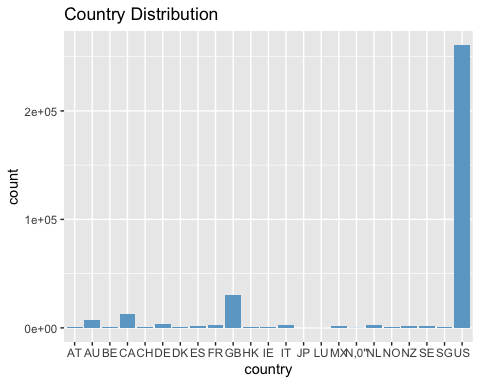 Country Distribution
count
2e+05
1e+05
0e+00
AT AU BE CA CH DE DK ES FR GB HK IE IT JP LU MX N,0" NL NO NZ SE SG US
country